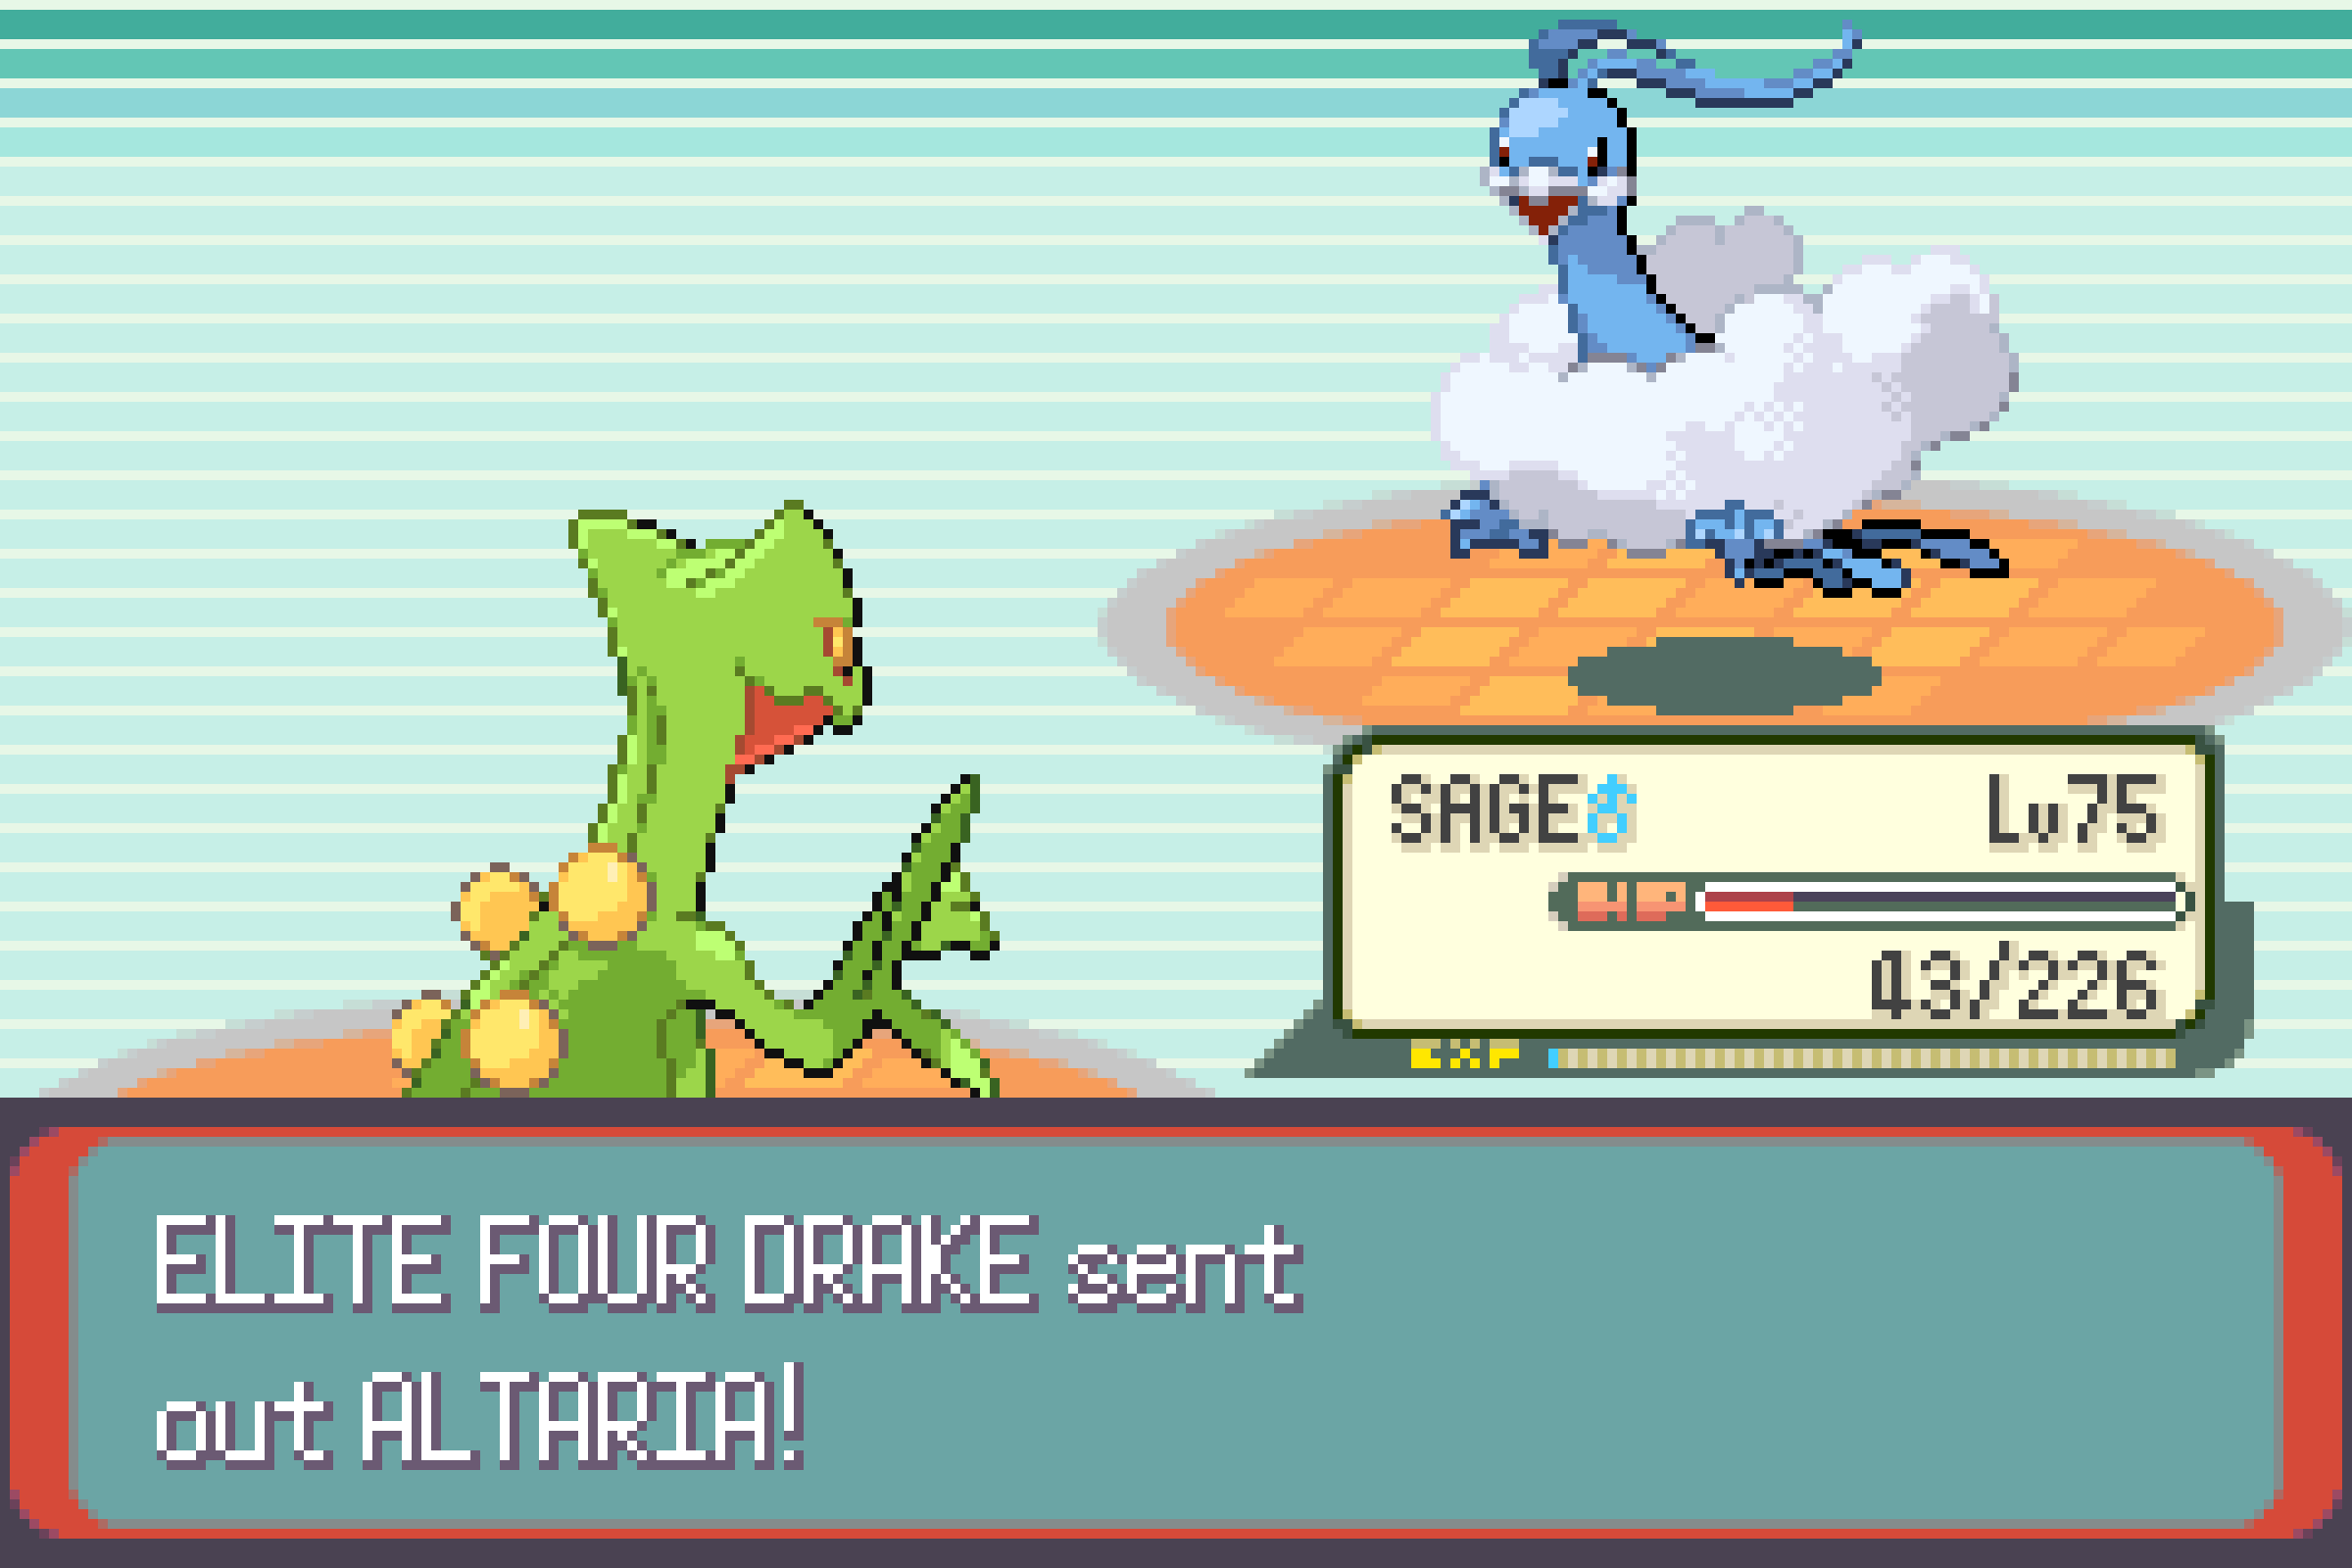 SAGE♂ Lv75
HP
43/226
EXP
ELITE FOUR DRAKE sent
out ALTARIA!